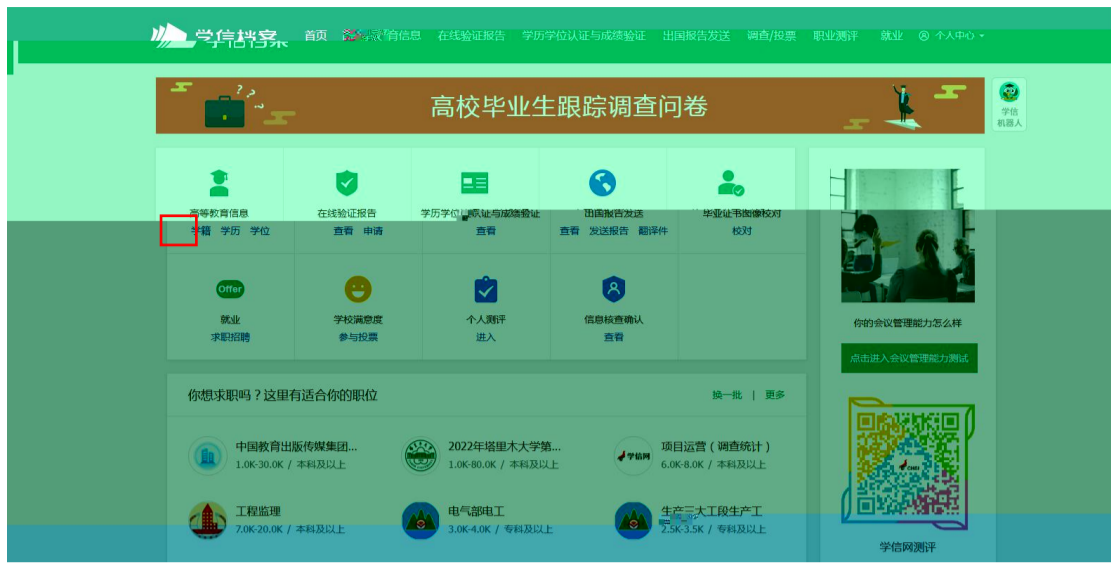 学信档案 首页 高等教育信息 在线验证报告 学历学位认证与成绩验证 出国报告发送 调查/投票 职业测评 就业 个人中心
? ? ?
高校毕业生跟踪调查问卷
学信
机器人
高等教育信息 在线验证报告 学历学位认证与成绩验证 出国报告发送 毕业证书图像校对
学籍 学历 学位 查看 申请 查看 查看 发送报告 翻译件 校对
Offer
就业 学校满意度 个人测评 信息核查确认
求职招聘 参与投票 进入 查看
你的会议管理能力怎么样
点击进入会议管理能力测试
你想求职吗？这里有适合你的职位 换一批 | 更多
中国教育出版传媒集团... 2022年塔里木大学第... 学信网 项目运营（调查统计）
1.0K-30.0K / 本科及以上 1.0K-80.0K / 本科及以上 6.0K-8.0K / 本科及以上
工程监理 电气部电工 生产三大工段生产工
7.0K-20.0K / 本科及以上 3.0K-4.0K / 专科及以上 2.5K-3.5K / 专科及以上
学信网测评